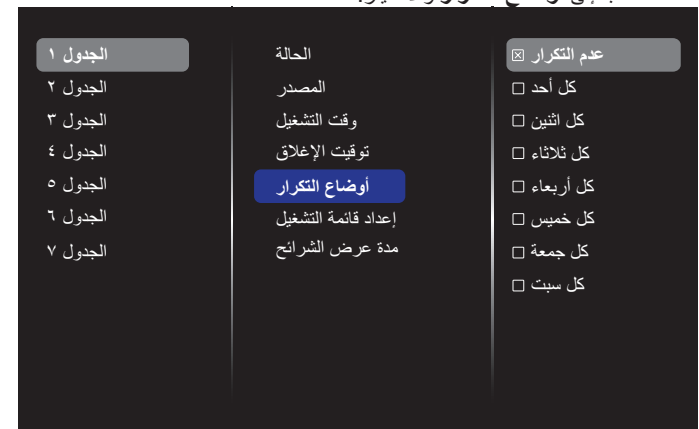 الجدول ١
الجدول ٢
الجدول ٣
الجدول ٤
الجدول ٥
الجدول ٦
الجدول ٧
الحالة
المصدر
وقت التشغيل
توقيت الإغلاق
أوضاع التكرار
إعداد قائمة التشغيل
مدة عرض الشرائح
عدم التكرار
كل أحد
كل اثنين
كل ثلاثاء
كل أربعاء
كل خميس
كل جمعة
كل سبت